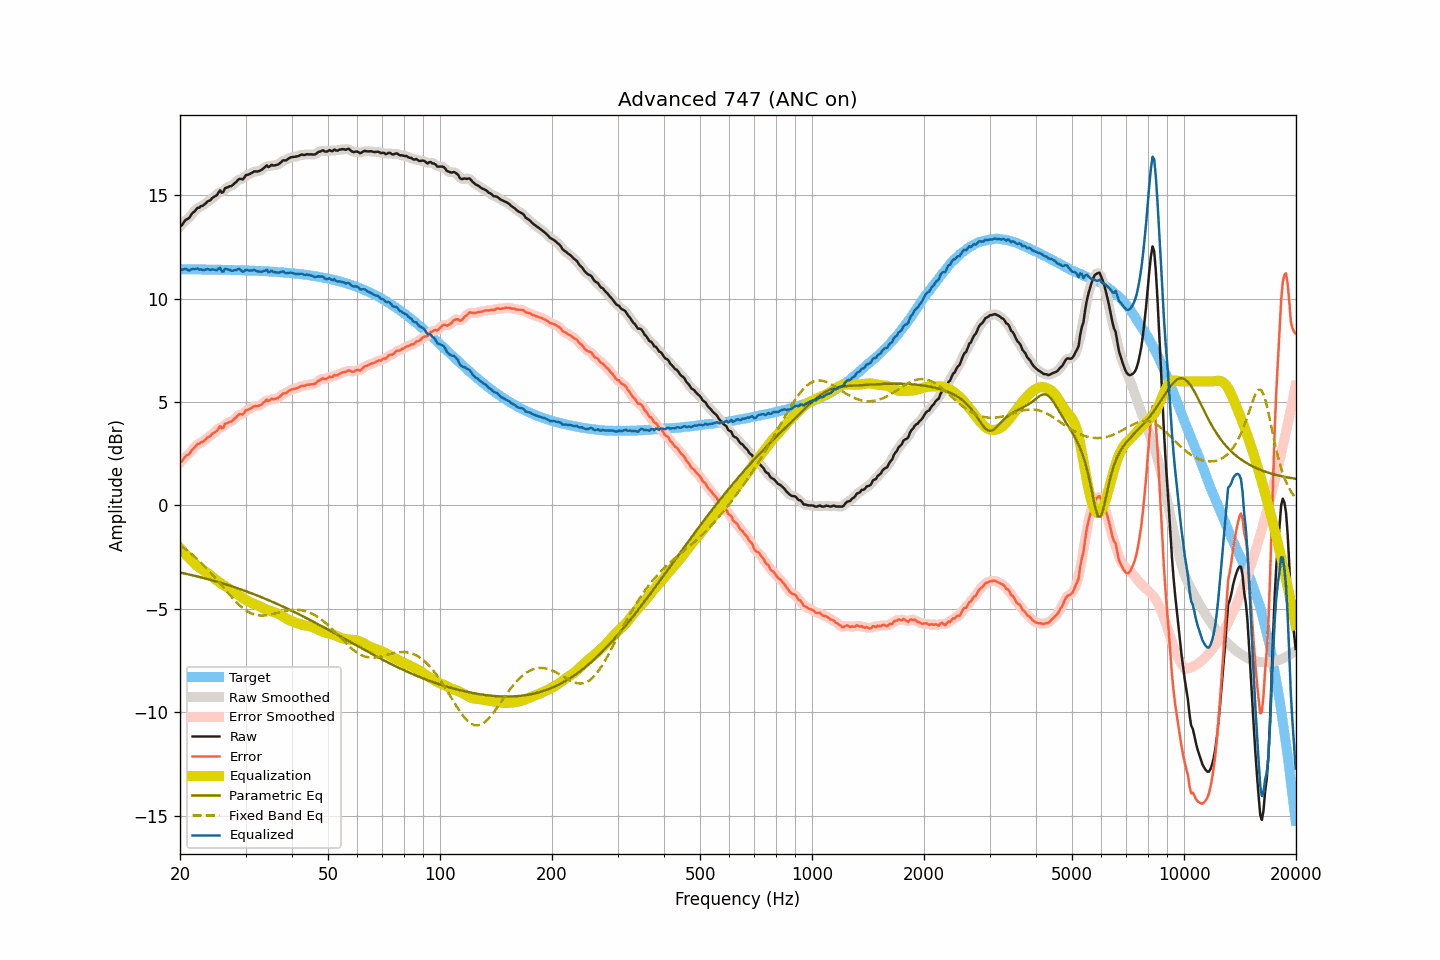 Advanced 747 (ANC on)
Amplitude (dBr)
15
10
5
0
−5
−10
−15
Target
Raw Smoothed
Error Smoothed
Raw
Error
Equalization
Parametric Eq
Fixed Band Eq
Equalized
20 50 100 200 500 1000 2000 5000 10000 20000
Frequency (Hz)